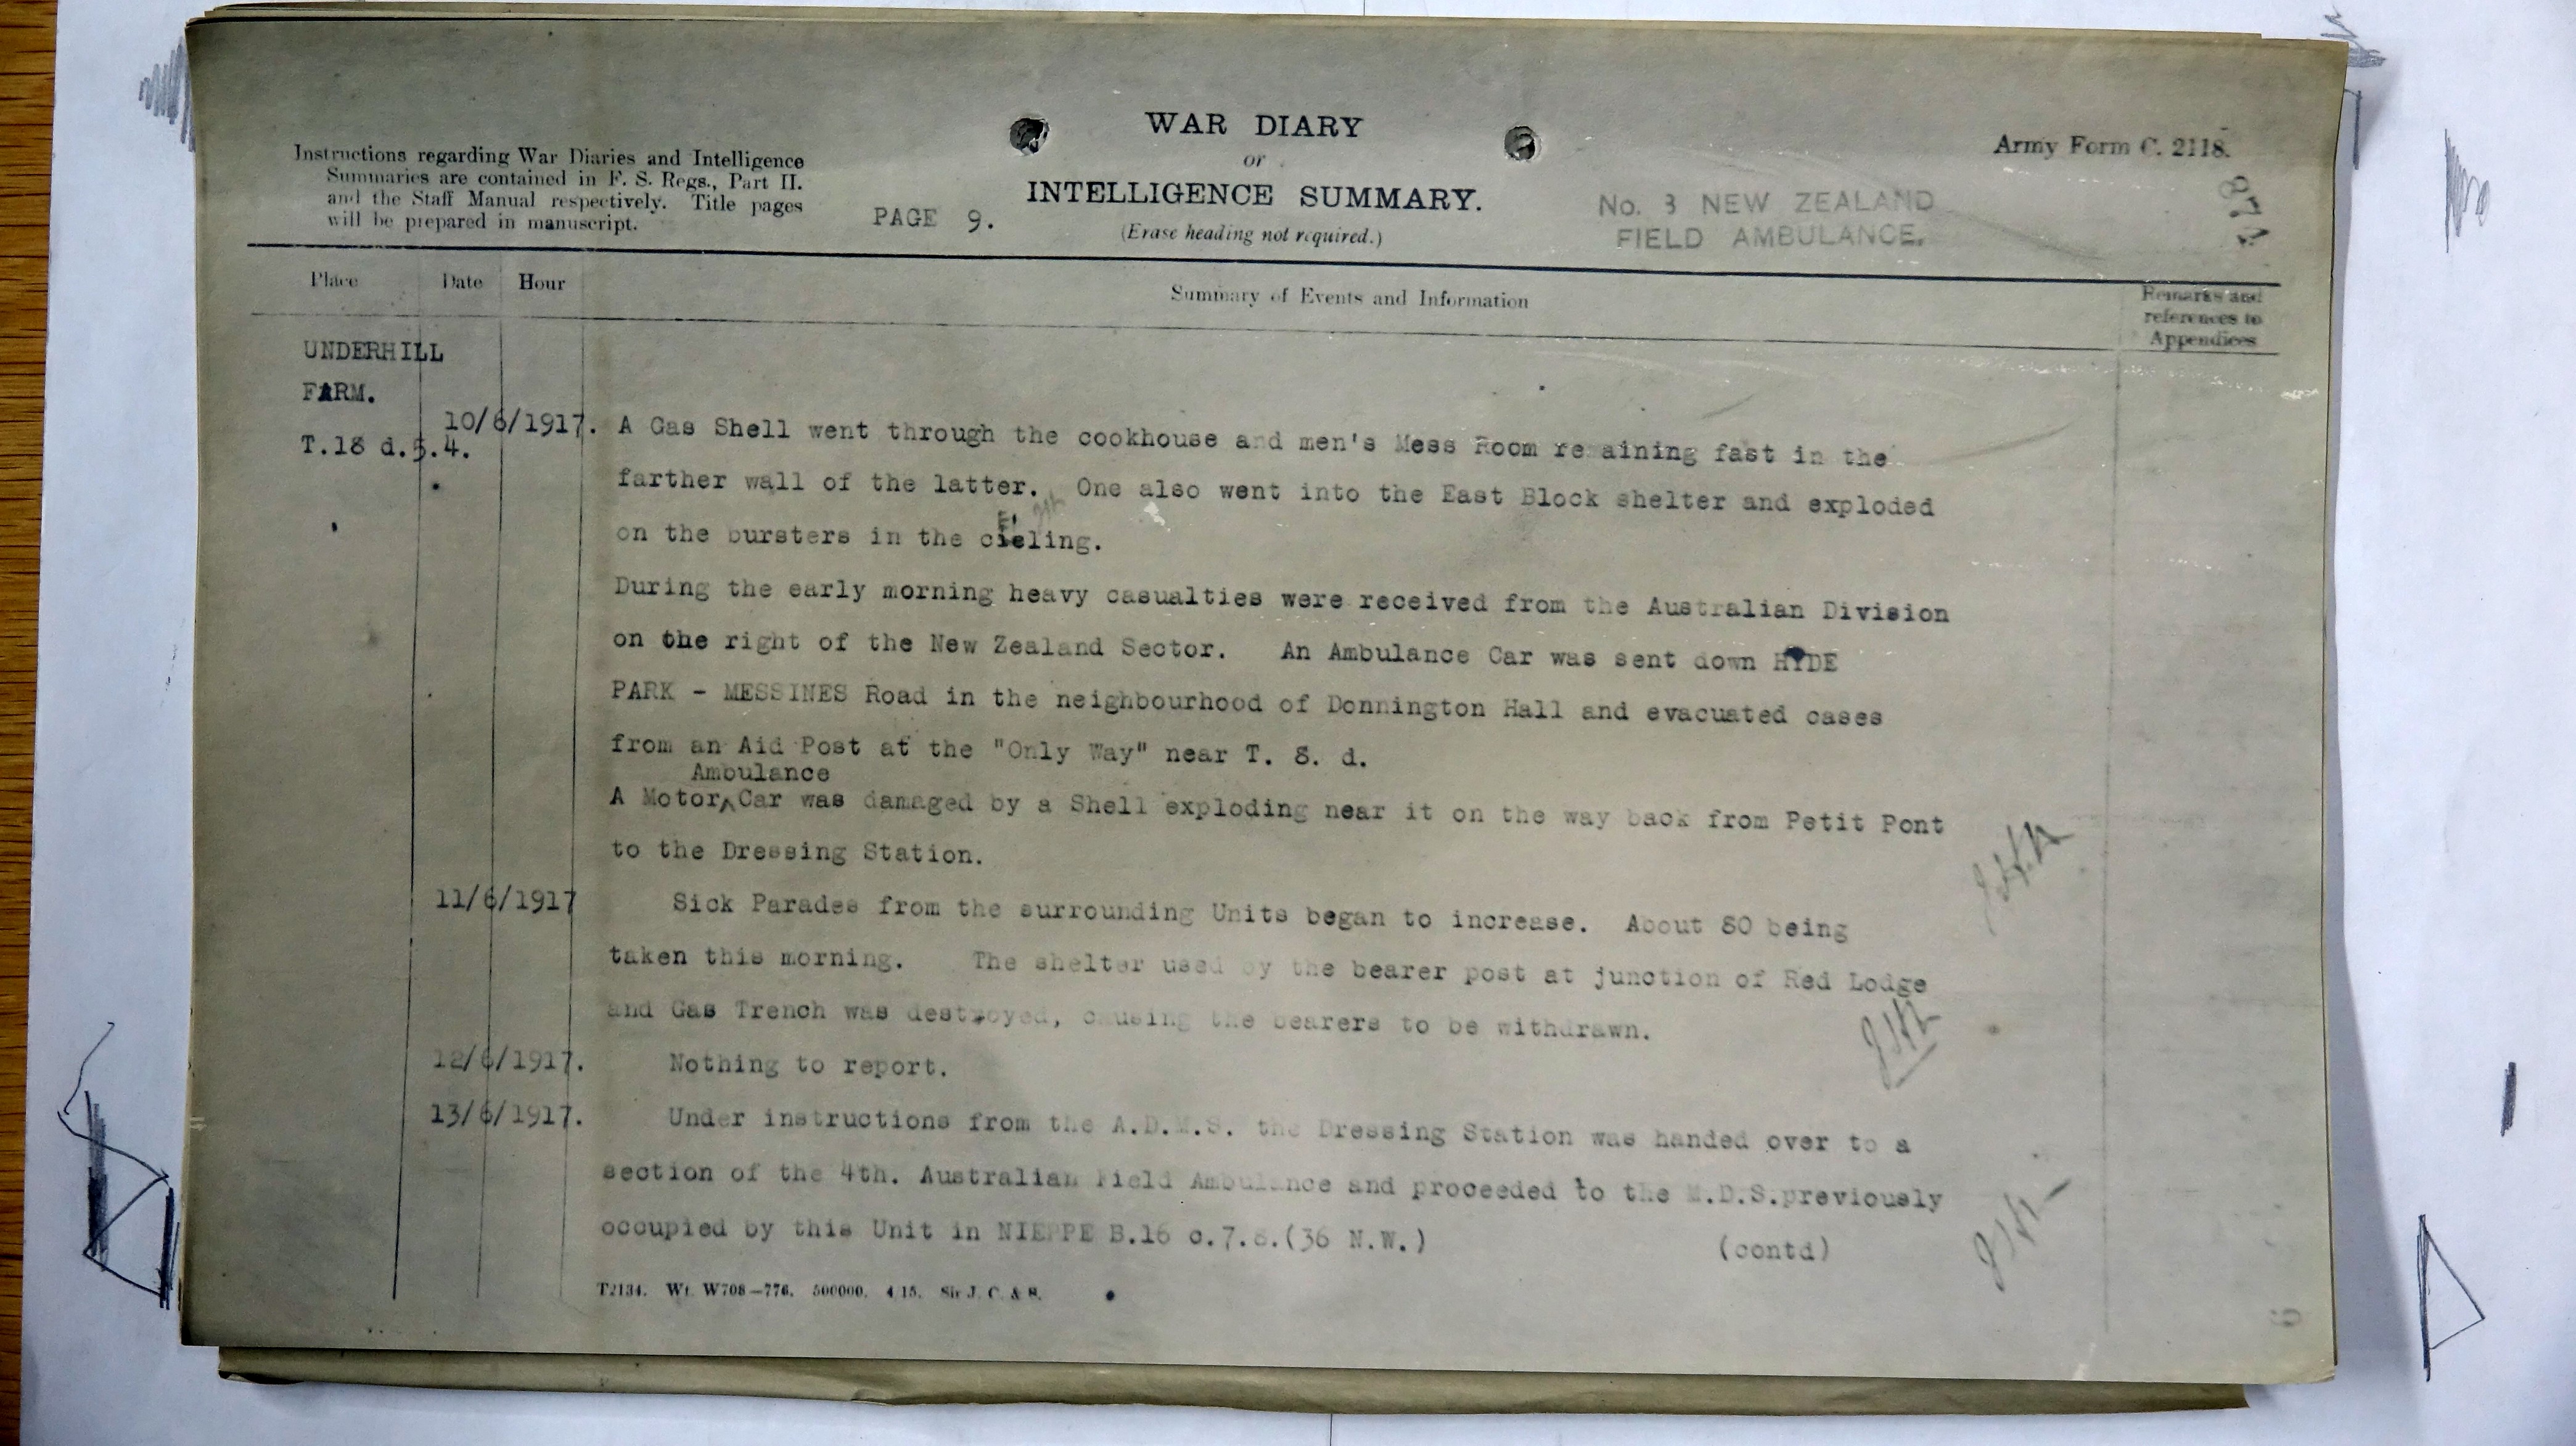 WAR DIARY
or
INTELLIGENCE SUMMARY.
(Erase heading not required.)
Instructions regarding War Diaries and Intelligence
Summaries are contained in F. S. Regs., Part II.
and the Staff Manual respectively. Title pages
will be prepared in manuscript.
PAGE 9.
Army Form C. 2118.
No. 3 NEW ZEALAND
FIELD AMBULANCE.
Place Date Hour Summary of Events and Information Remarks and
references to
Appendices
UNDERHILL
FARM.
T.18 d.5.4.
10/6/1917. A Gas Shell went through the cookhouse and men's Mess Room remaining fast in the
farther wall of the latter. One also went into the East Block shelter and exploded
on the bursters in the cieling.
During the early morning heavy casualties were received from the Australian Division
on the right of the New Zealand Sector. An Ambulance Car was sent down HYDE
PARK - MESSINES Road in the neighbourhood of Donnington Hall and evacuated cases
from an Aid Post at the "Only Way" near T. 8. d.
Ambulance
A Motor Car was damaged by a Shell exploding near it on the way back from Petit Pont
to the Dressing Station.
11/6/1917 Sick Parades from the surrounding Units began to increase. About 80 being
taken this morning. The shelter used by the bearer post at junction of Red Lodge
and Gas Trench was destroyed, causing the bearers to be withdrawn.
12/6/1917. Nothing to report.
13/6/1917. Under instructions from the A.D.M.S. the Dressing Station was handed over to a
section of the 4th. Australian Field Ambulance and proceeded to the M.D.S.previously
occupied by this Unit in NIEPPE B.16 c.7.8.(36 N.W.)
(contd)
T2134. Wt. W708—776. 500000. 4/15. Sir J. C. & S.